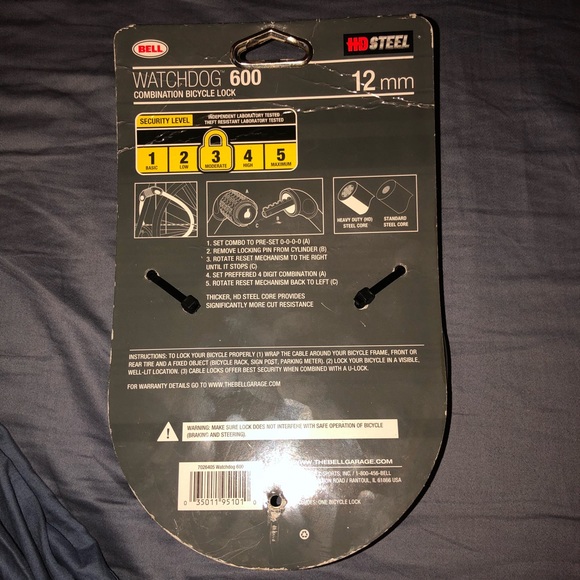 BELL
HD STEEL
WATCHDOG 600
12 mm
COMBINATION BICYCLE LOCK
SECURITY LEVEL
INDEPENDENT LABORATORY TESTED
THEFT RESISTANT LABORATORY TESTED
1 2 3 4 5
BASIC LOW MODERATE HIGH MAXIMUM
A
B
C
HEAVY DUTY (HD) STEEL CORE
STANDARD STEEL CORE
1. SET COMBO TO PRE-SET 0-0-0-0 (A)
2. REMOVE LOCKING PIN FROM CYLINDER (B)
3. ROTATE RESET MECHANISM TO THE RIGHT
UNTIL IT STOPS (C)
4. SET PREFFERED 4 DIGIT COMBINATION (A)
5. ROTATE RESET MECHANISM BACK TO LEFT (C)
THICKER, HD STEEL CORE PROVIDES
SIGNIFICANTLY MORE CUT RESISTANCE
INSTRUCTIONS: TO LOCK YOUR BICYCLE PROPERLY (1) WRAP THE CABLE AROUND YOUR BICYCLE FRAME, FRONT OR
REAR TIRE AND A FIXED OBJECT (BICYCLE RACK, SIGN POST, PARKING METER). (2) LOCK YOUR BICYCLE IN A VISIBLE,
WELL-LIT LOCATION. (3) CABLE LOCKS OFFER BEST SECURITY WHEN COMBINED WITH A U-LOCK.
FOR WARRANTY DETAILS GO TO WWW.THEBELLGARAGE.COM
WARNING: MAKE SURE LOCK DOES NOT INTERFERE WITH SAFE OPERATION OF BICYCLE
(BRAKING AND STEERING).
7026405 Watchdog 600
0 35011 95101
WWW.THEBELLGARAGE.COM
SPORTS, INC. / 1-800-456-BELL
ROAD / RANTOUL, IL 61866 USA
ONE BICYCLE LOCK